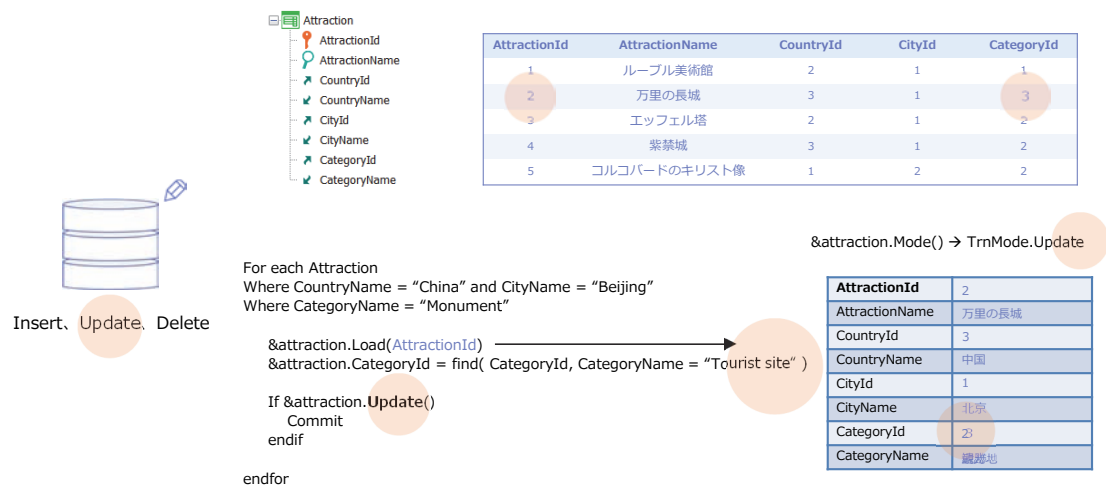 Attraction
AttractionId
AttractionName
CountryId
CountryName
CityId
CityName
CategoryId
CategoryName
AttractionId AttractionName CountryId CityId CategoryId
1 ルーブル美術館 2 1 1
2 万里の長城 3 1 3
3 エッフェル塔 2 1 2
4 紫禁城 3 1 2
5 コルコバードのキリスト像 1 2 2
Insert、Update、Delete
&attraction.Mode() → TrnMode.Update
For each Attraction
Where CountryName = “China” and CityName = “Beijing”
Where CategoryName = “Monument”
&attraction.Load(AttractionId)
&attraction.CategoryId = find( CategoryId, CategoryName = “Tourist site“ )
If &attraction.Update()
Commit
endif
endfor
AttractionId 2
AttractionName 万里の長城
CountryId 3
CountryName 中国
CityId 1
CityName 北京
CategoryId
CategoryName